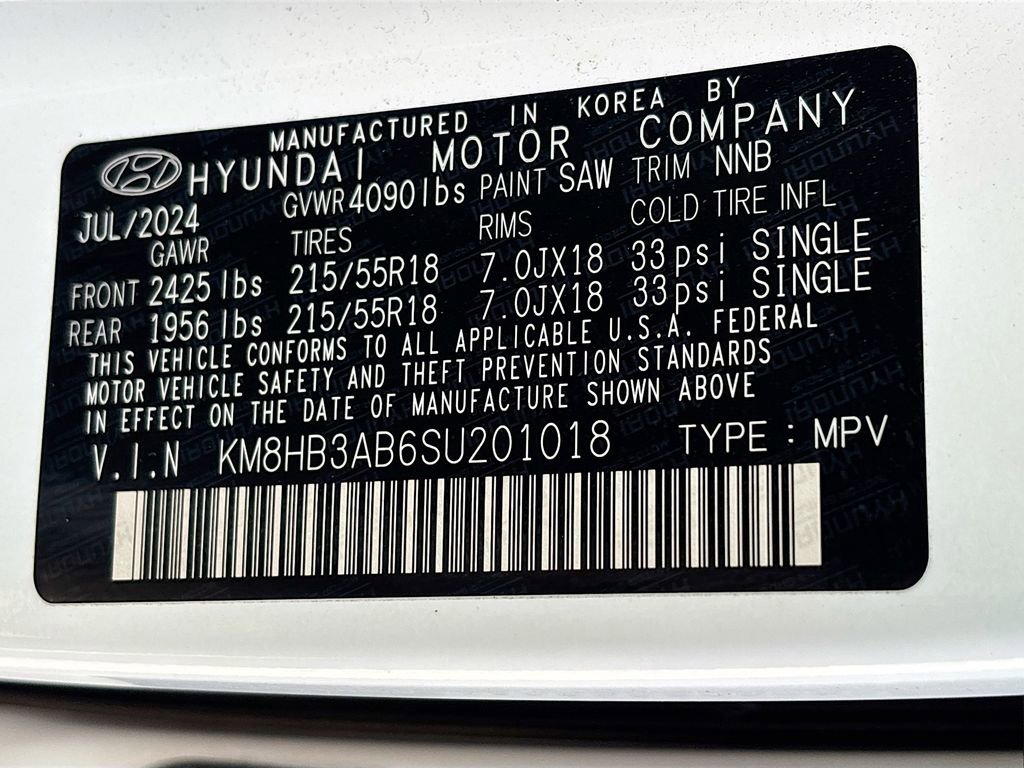 MANUFACTURED IN KOREA BY
HYUNDAI MOTOR COMPANY
JUL/2024 GVWR 4090lbs PAINT SAW TRIM NNB
GAWR TIRES RIMS COLD TIRE INFL
FRONT 2425lbs 215/55R18 7.0JX18 33psi SINGLE
REAR 1956lbs 215/55R18 7.0JX18 33psi SINGLE
THIS VEHICLE CONFORMS TO ALL APPLICABLE U.S.A. FEDERAL
MOTOR VEHICLE SAFETY AND THEFT PREVENTION STANDARDS
IN EFFECT ON THE DATE OF MANUFACTURE SHOWN ABOVE
V.I.N KM8HB3AB6SU201018 TYPE : MPV